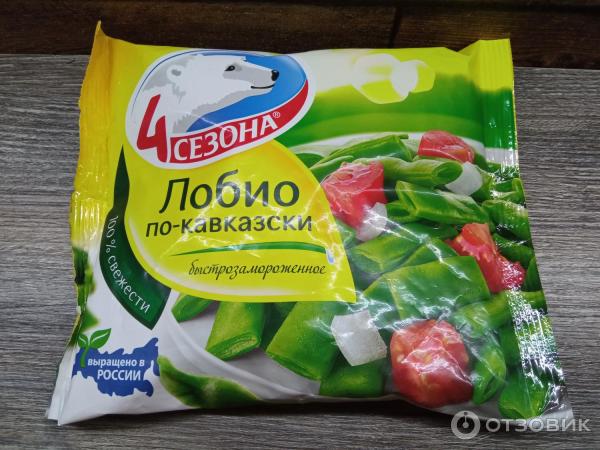 4 СЕЗОНА®
Лобио
по-кавказски
быстрозамороженное
100% свежести
выращено в
РОССИИ
ОТЗОВИК